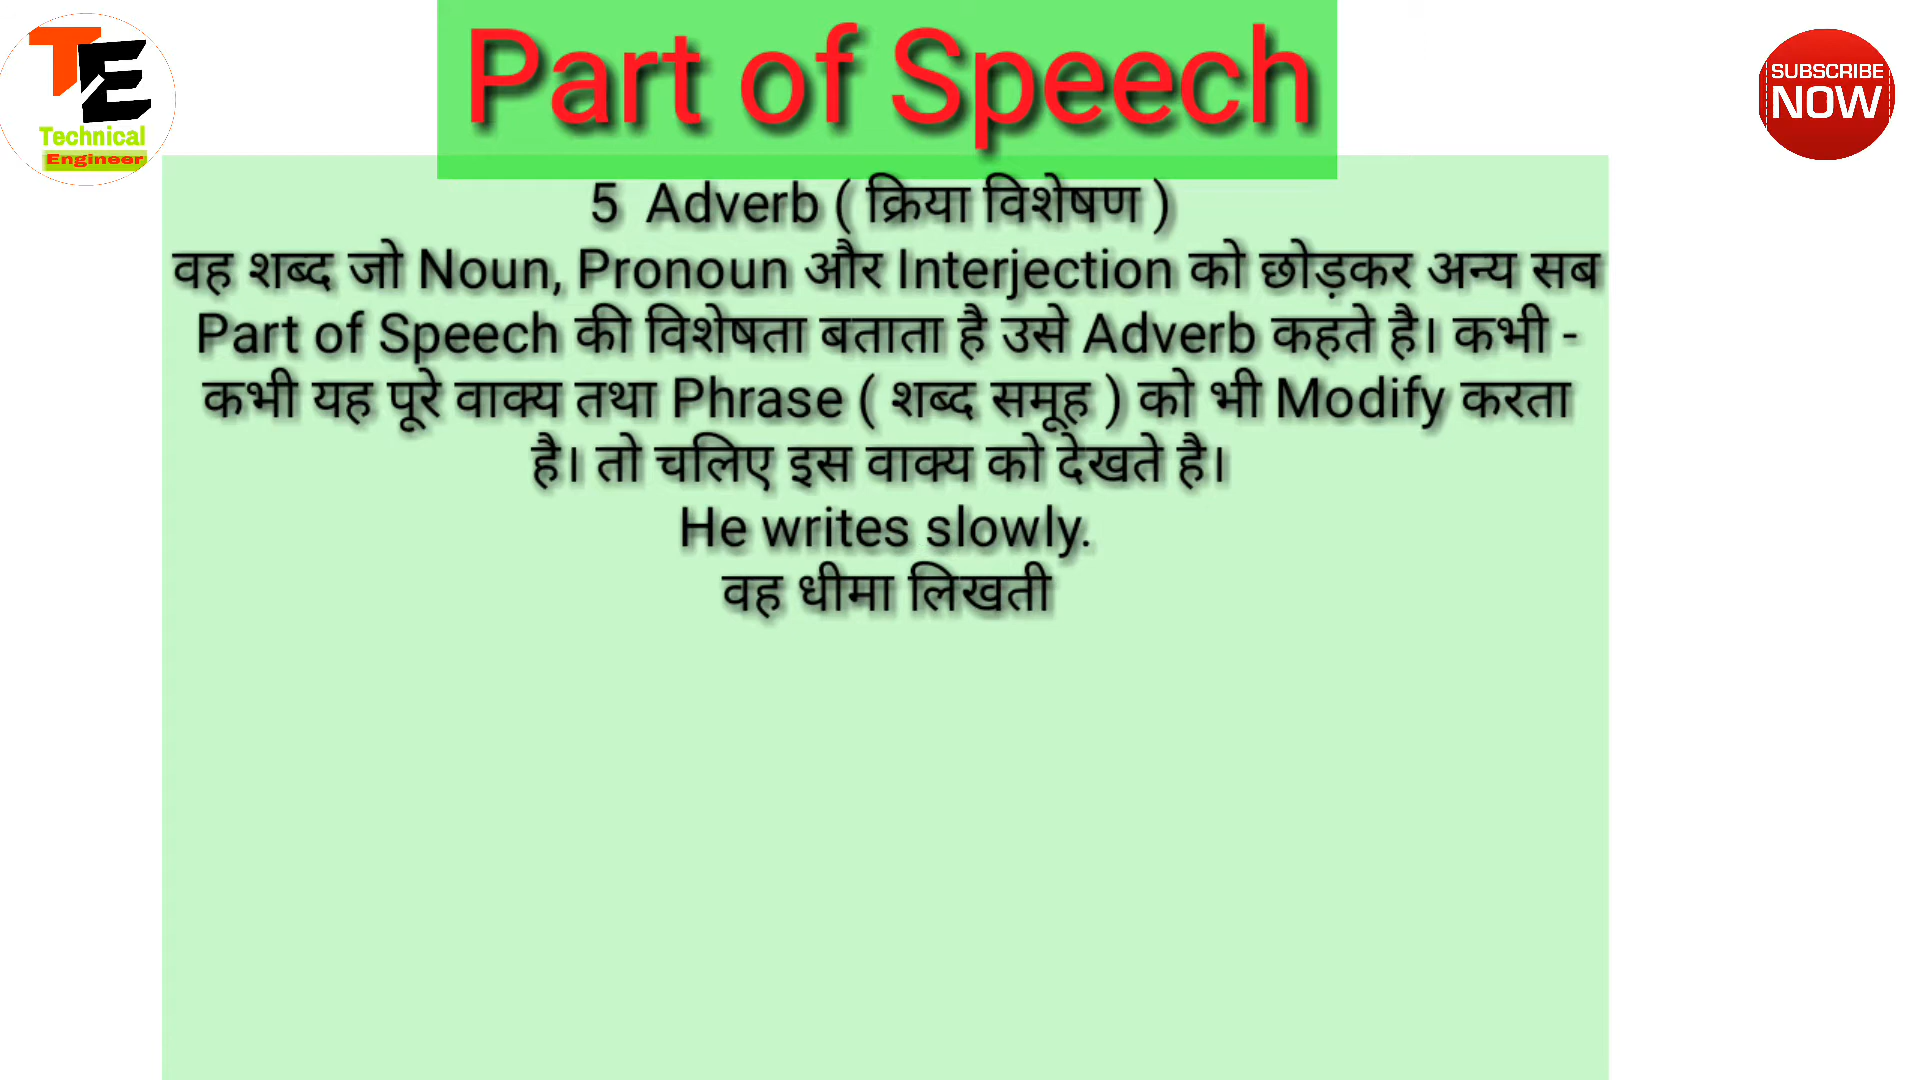 TE
Technical
Engineer
Part of Speech
SUBSCRIBE
NOW
5 Adverb ( क्रिया विशेषण )
वह शब्द जो Noun, Pronoun और Interjection को छोड़कर अन्य सब
Part of Speech की विशेषता बताता है उसे Adverb कहते है। कभी -
कभी यह पूरे वाक्य तथा Phrase ( शब्द समूह ) को भी Modify करता
है। तो चलिए इस वाक्य को देखते है।
He writes slowly.
वह धीमा लिखती